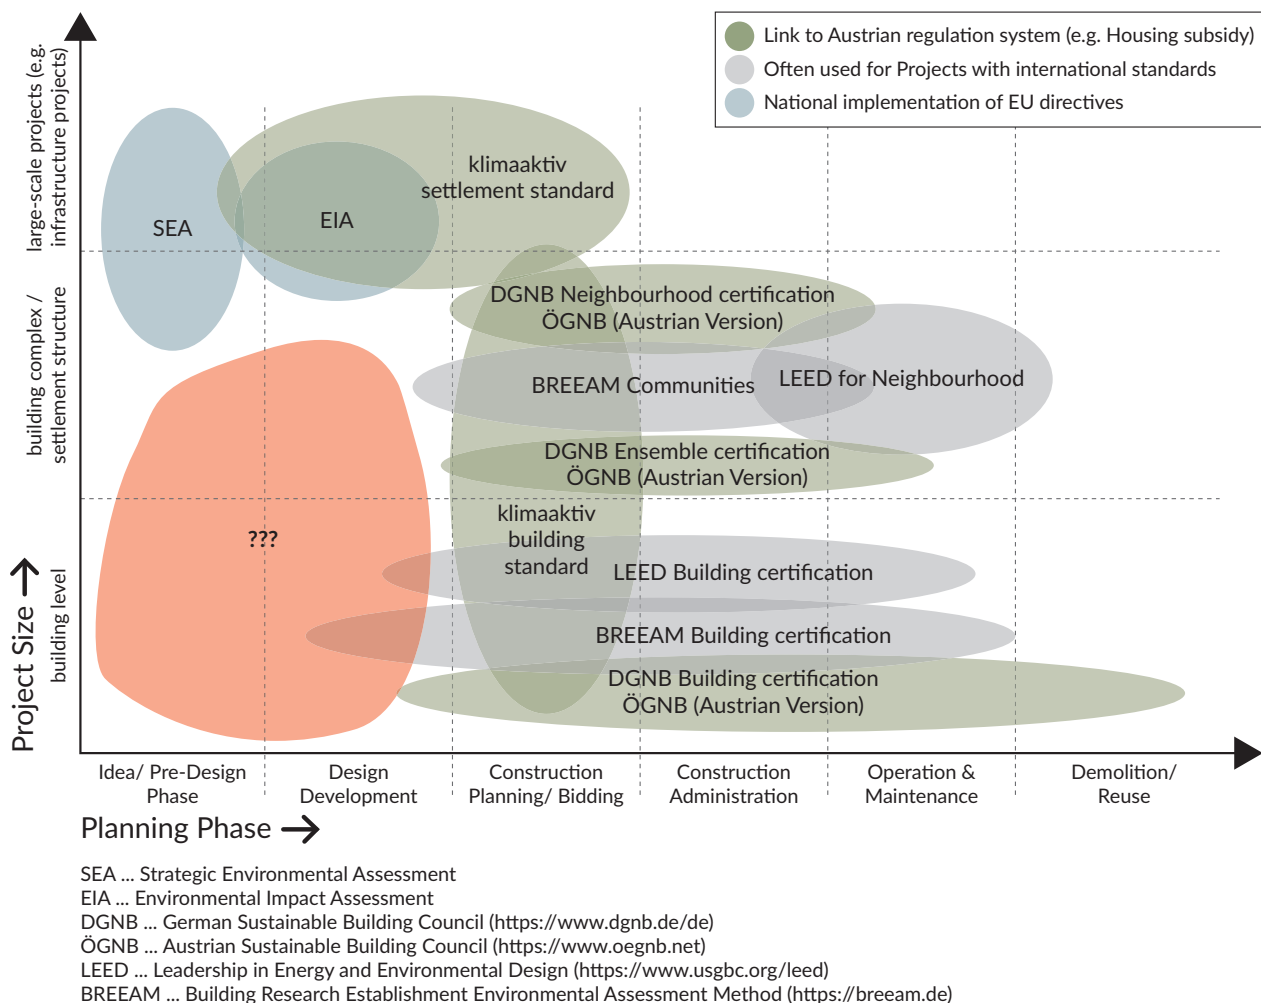 Link to Austrian regulation system (e.g. Housing subsidy)
Often used for Projects with international standards
National implementation of EU directives
large-scale projects (e.g.
infrastructure projects)
building complex /
settlement structure
building level
Project Size
klimaaktiv
settlement standard
SEA
EIA
DGNB Neighbourhood certification
ÖGNB (Austrian Version)
BREEAM Communities
LEED for Neighbourhood
DGNB Ensemble certification
ÖGNB (Austrian Version)
???
klimaaktiv
building
standard
LEED Building certification
BREEAM Building certification
DGNB Building certification
ÖGNB (Austrian Version)
Idea/ Pre-Design
Phase
Design
Development
Construction
Planning/ Bidding
Construction
Administration
Operation &
Maintenance
Demolition/
Reuse
Planning Phase
SEA ... Strategic Environmental Assessment
EIA ... Environmental Impact Assessment
DGNB ... German Sustainable Building Council (https://www.dgnb.de/de)
ÖGNB ... Austrian Sustainable Building Council (https://www.oegnb.net)
LEED ... Leadership in Energy and Environmental Design (https://www.usgbc.org/leed)
BREEAM ... Building Research Establishment Environmental Assessment Method (https://breeam.de)